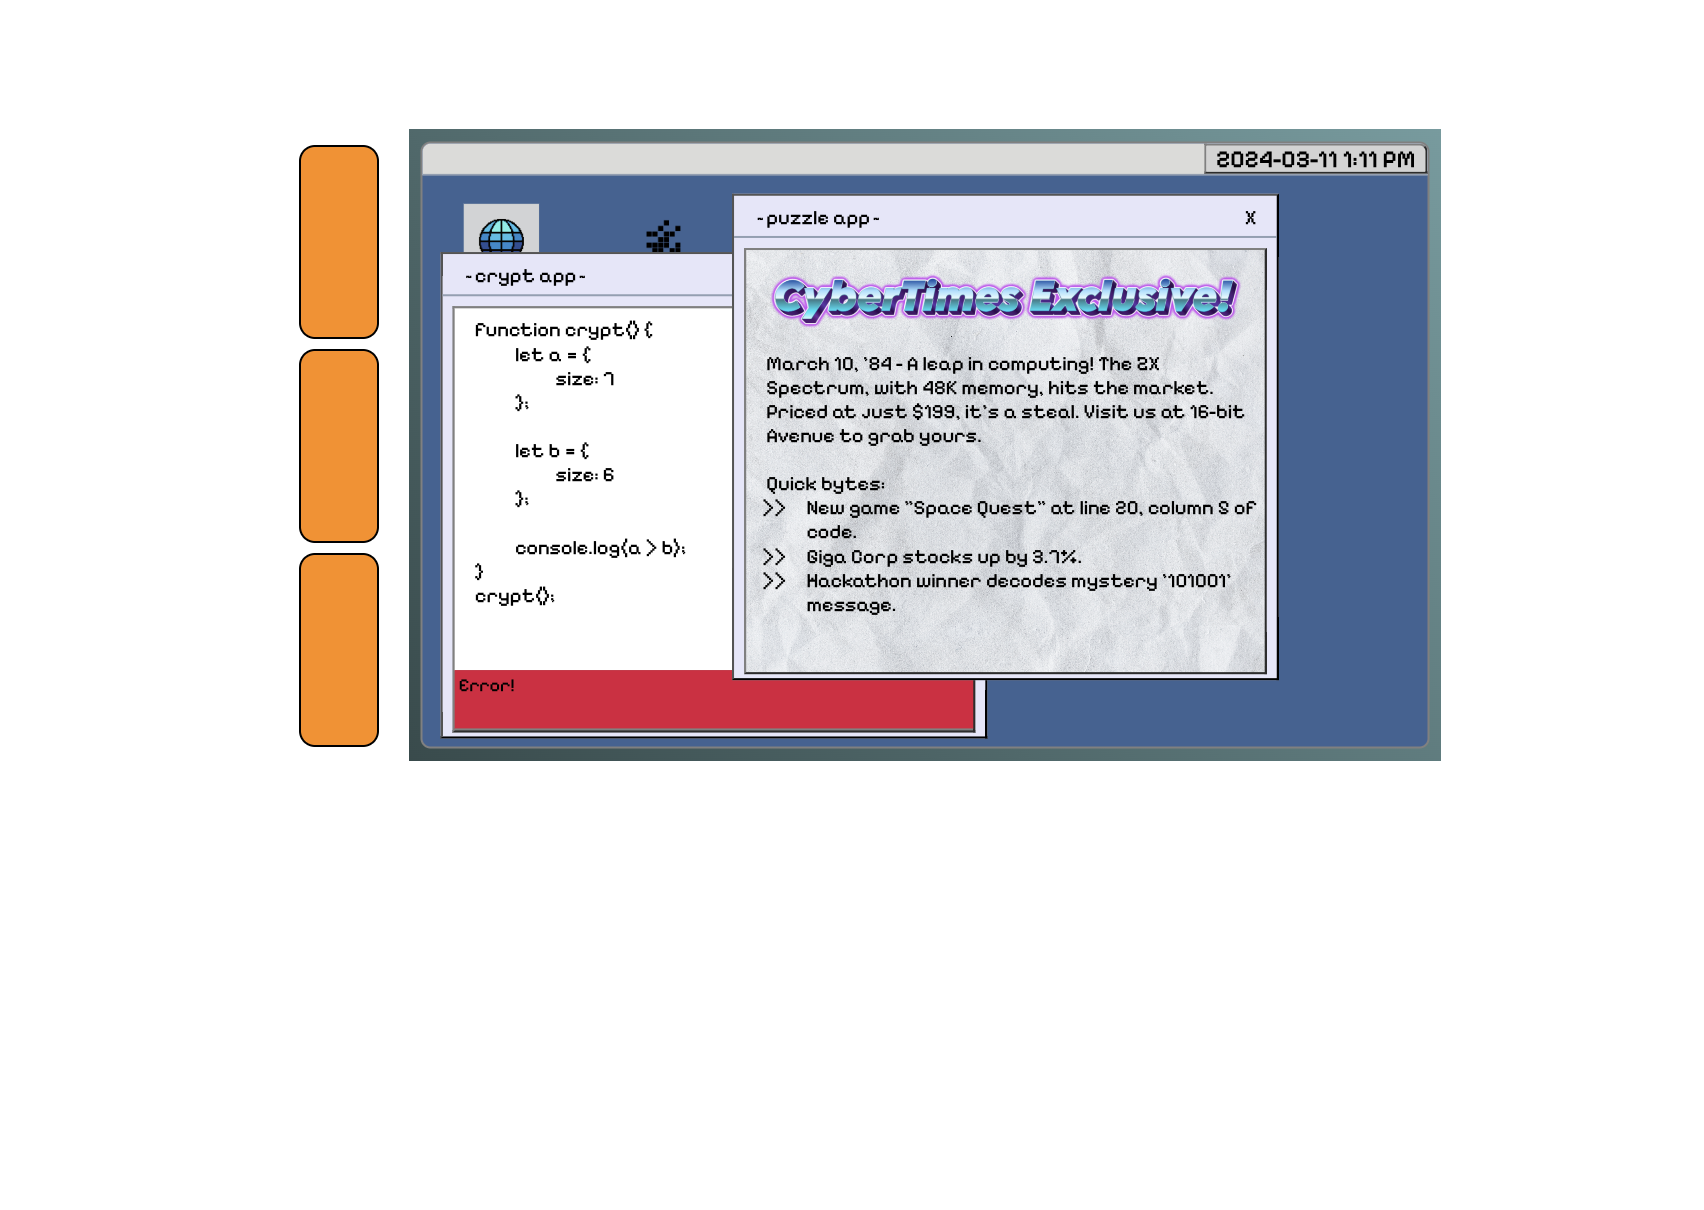 2024-03-11 1:11 PM
-puzzle app-
X
-crypt app-
CyberTimes Exclusive!
function crypt() {
let a = {
size: 7
};
let b = {
size: 6
};
console.log(a > b);
}
crypt();
Error!
March 10, '84 - A leap in computing! The ZX
Spectrum, with 48K memory, hits the market.
Priced at just $199, it's a steal. Visit us at 16-bit
Avenue to grab yours.
Quick bytes:
>> New game "Space Quest" at line 20, column S of
code.
>> Giga Corp stocks up by 3.7%.
>> Hackathon winner decodes mystery '101001'
message.